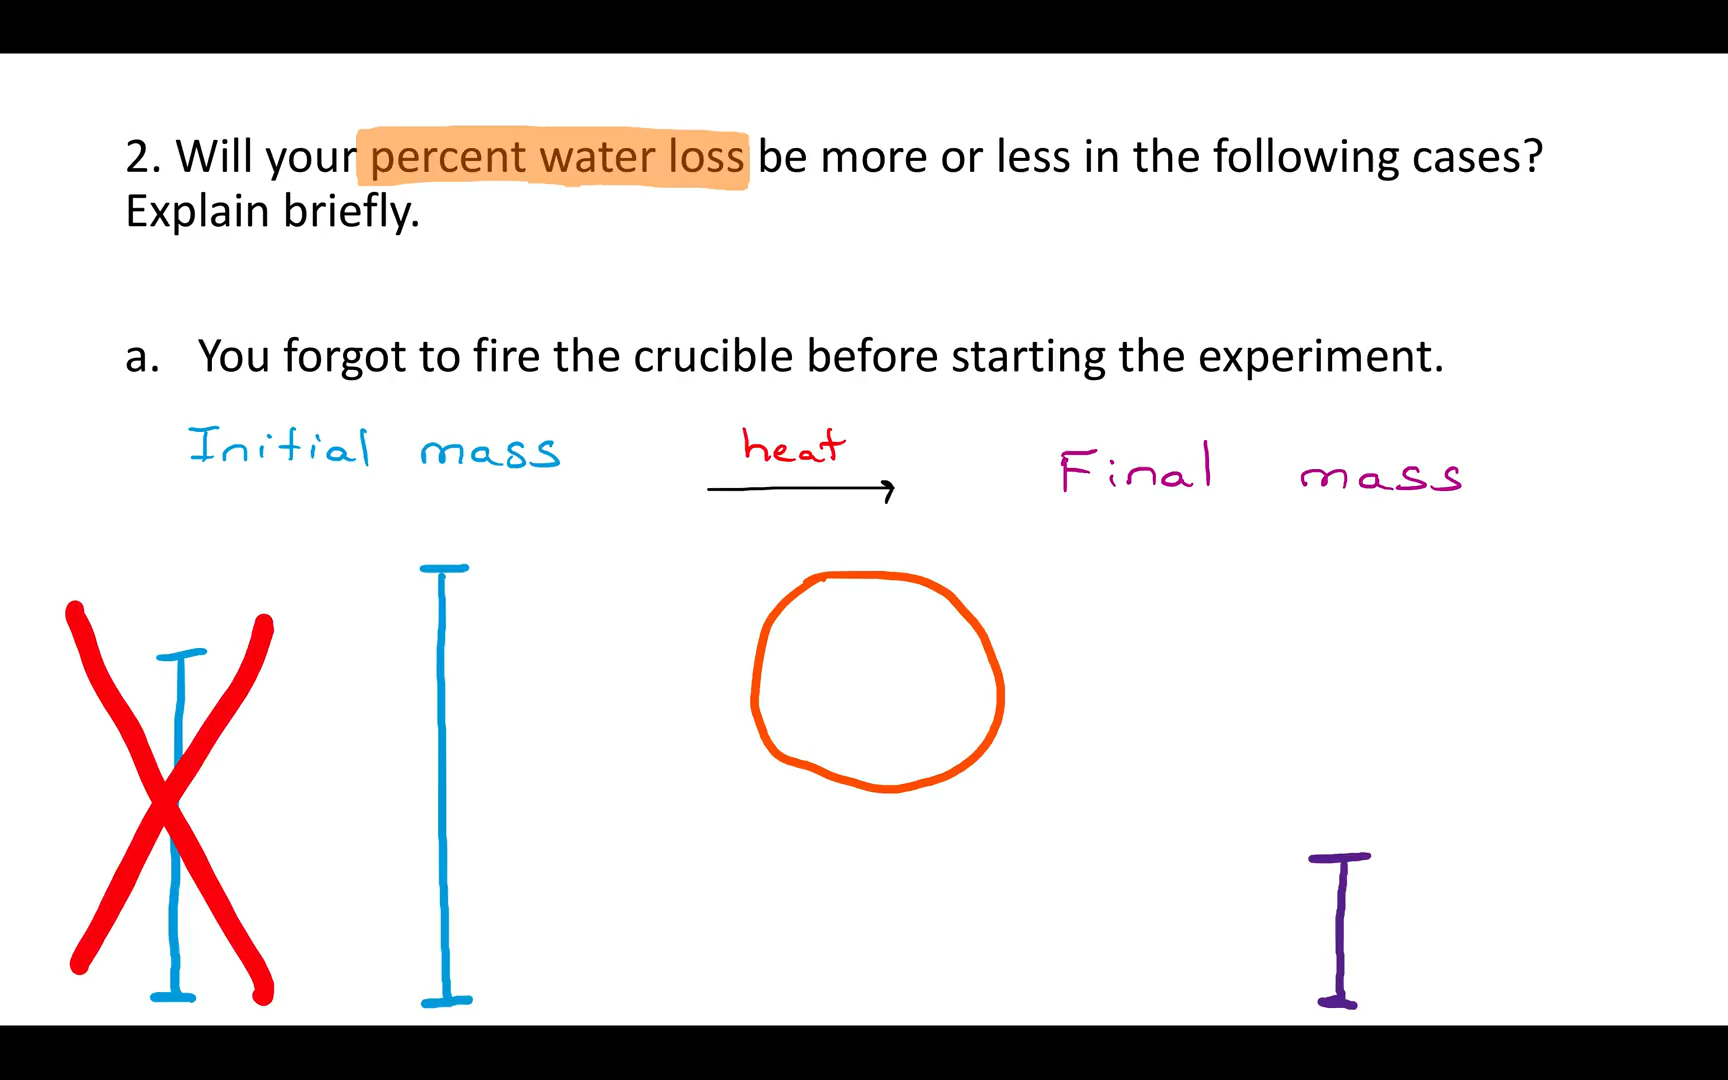 2. Will your percent water loss be more or less in the following cases?
Explain briefly.
a. You forgot to fire the crucible before starting the experiment.
Initial mass heat Final mass